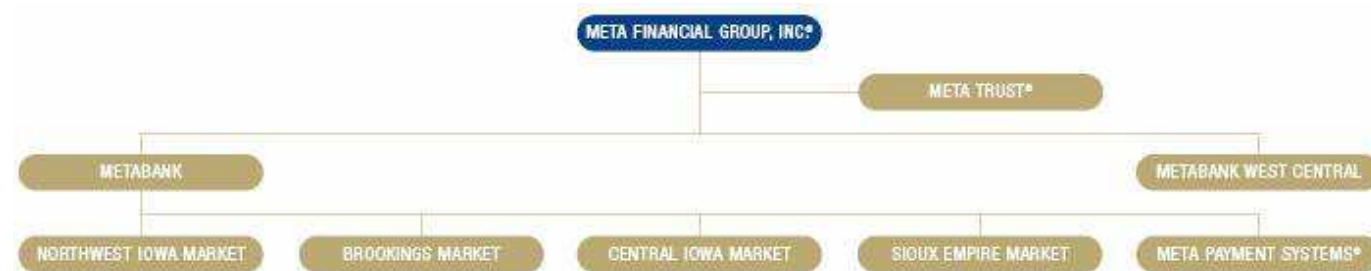 META FINANCIAL GROUP, INC.®
META TRUST®
METABANK
METABANK WEST CENTRAL
NORTHWEST IOWA MARKET
BROOKINGS MARKET
CENTRAL IOWA MARKET
SIOUX EMPIRE MARKET
META PAYMENT SYSTEMS®